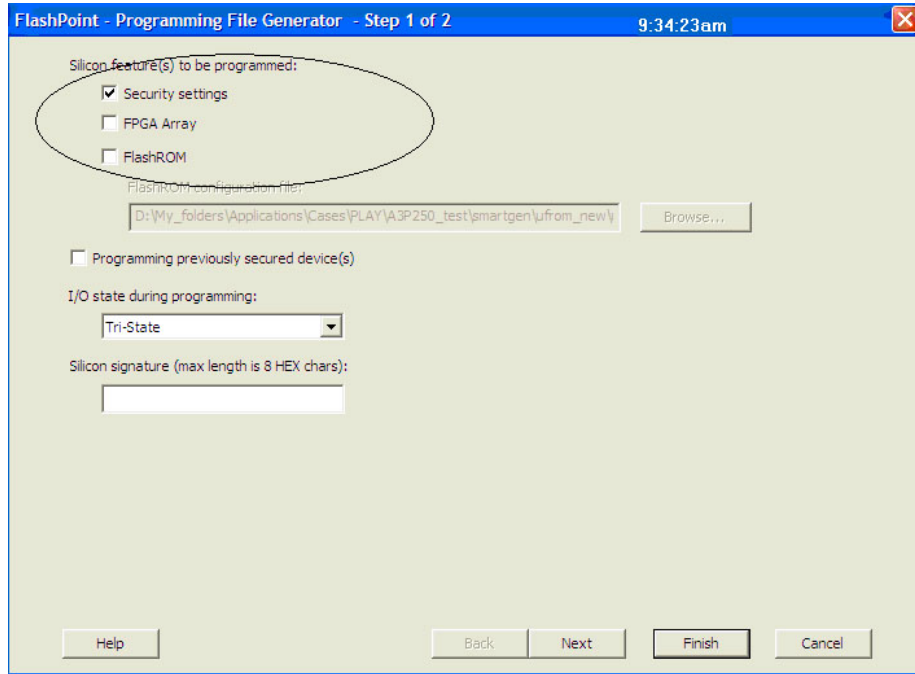 FlashPoint - Programming File Generator - Step 1 of 2 9:34:23am
Silicon feature(s) to be programmed:
Security settings
FPGA Array
FlashROM
FlashROM configuration file:
D:\My_folders\Applications\Cases\PLAY\A3P250_test\smartgen\ufrom_new\ Browse...
Programming previously secured device(s)
I/O state during programming:
Tri-State
Silicon signature (max length is 8 HEX chars):
Help Back Next Finish Cancel